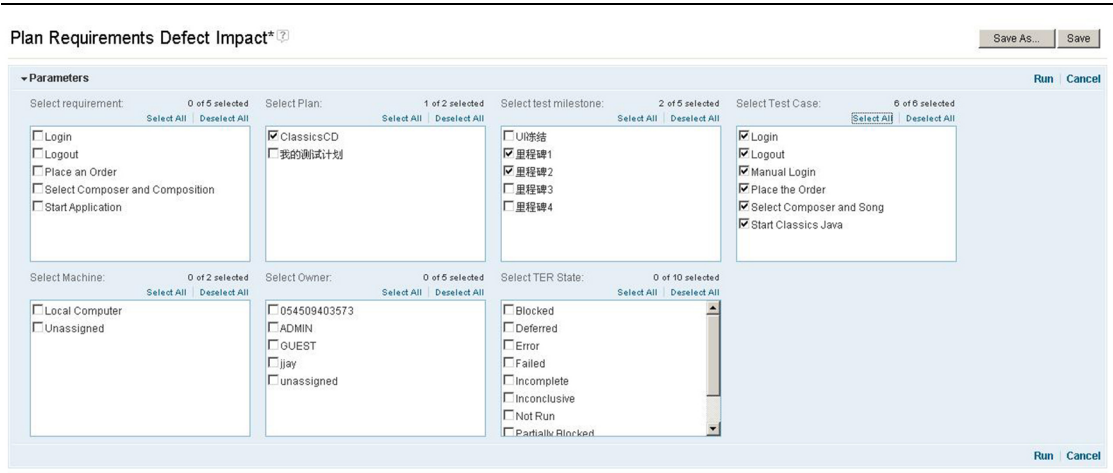 Plan Requirements Defect Impact*
Save As... Save
Parameters Run Cancel
Select requirement: 0 of 5 selected
Select All Deselect All
Login
Logout
Place an Order
Select Composer and Composition
Start Application
Select Plan: 1 of 2 selected
Select All Deselect All
ClassicsCD
我的测试计划
Select test milestone: 2 of 5 selected
Select All Deselect All
UI冻结
里程碑1
里程碑2
里程碑3
里程碑4
Select Test Case: 6 of 6 selected
Select All Deselect All
Login
Logout
Manual Login
Place the Order
Select Composer and Song
Start Classics Java
Select Machine: 0 of 2 selected
Select All Deselect All
Local Computer
Unassigned
Select Owner: 0 of 5 selected
Select All Deselect All
054509403573
ADMIN
GUEST
jjay
unassigned
Select TER State: 0 of 10 selected
Select All Deselect All
Blocked
Deferred
Error
Failed
Incomplete
Inconclusive
Not Run
Partially Blocked
Run Cancel